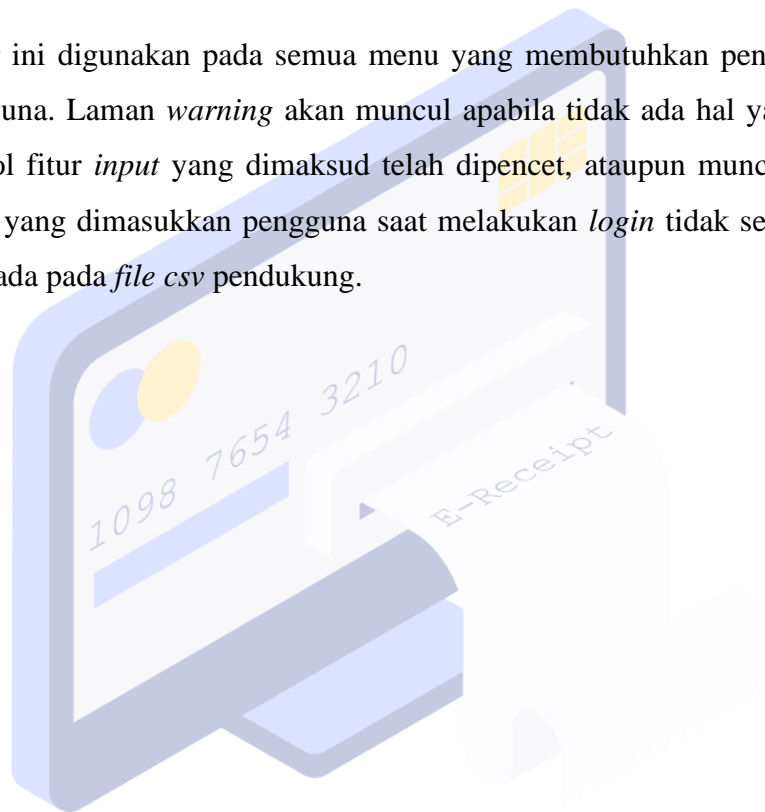 ini digunakan pada semua menu yang membutuhkan pen
una. Laman warning akan muncul apabila tidak ada hal ya
ol fitur input yang dimaksud telah dipencet, ataupun munc
yang dimasukkan pengguna saat melakukan login tidak se
ada pada file csv pendukung.
1098 7654 3210
E-Receipt